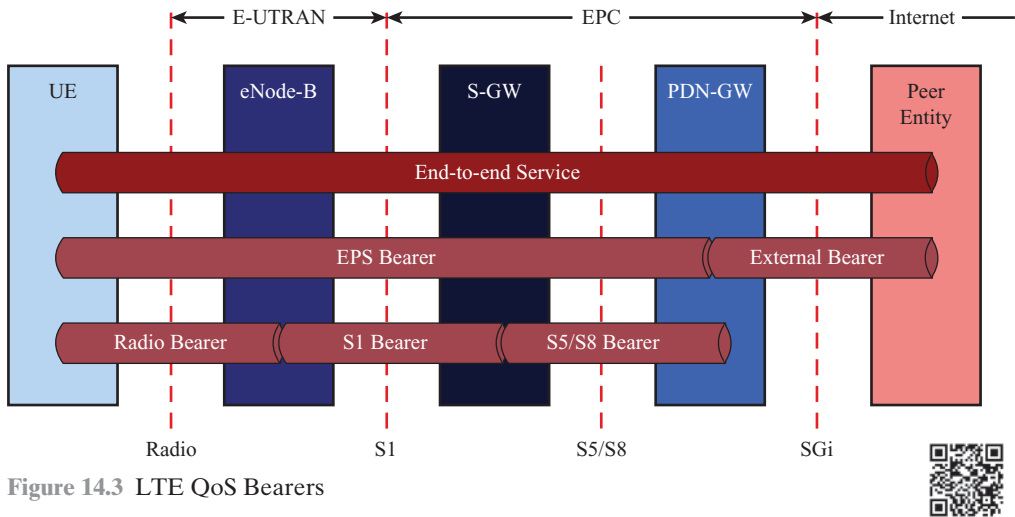 E-UTRAN EPC Internet
UE eNode-B S-GW PDN-GW Peer
Entity
End-to-end Service
EPS Bearer External Bearer
Radio Bearer S1 Bearer S5/S8 Bearer
Radio S1 S5/S8 SGi
Figure 14.3 LTE QoS Bearers